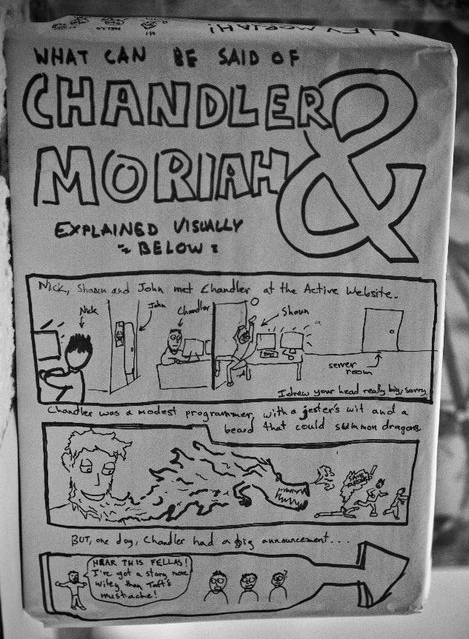 HEY MORIAH!
WHAT CAN BE SAID OF
CHANDLER
&
MORIAH
EXPLAINED VISUALLY
BELOW:
Nick, Shaun and John met Chandler at the Active Website.
Nick
John
Chandler
Shaun
server
room
I drew your head really big, sorry
Chandler was a modest programmer, with a jester's wit and a
beard that could summon dragons
BUT, one day, Chandler had a big announcement...
HEAR THIS FELLAS!
I've got a story more
wiley than Taft's
mustache!